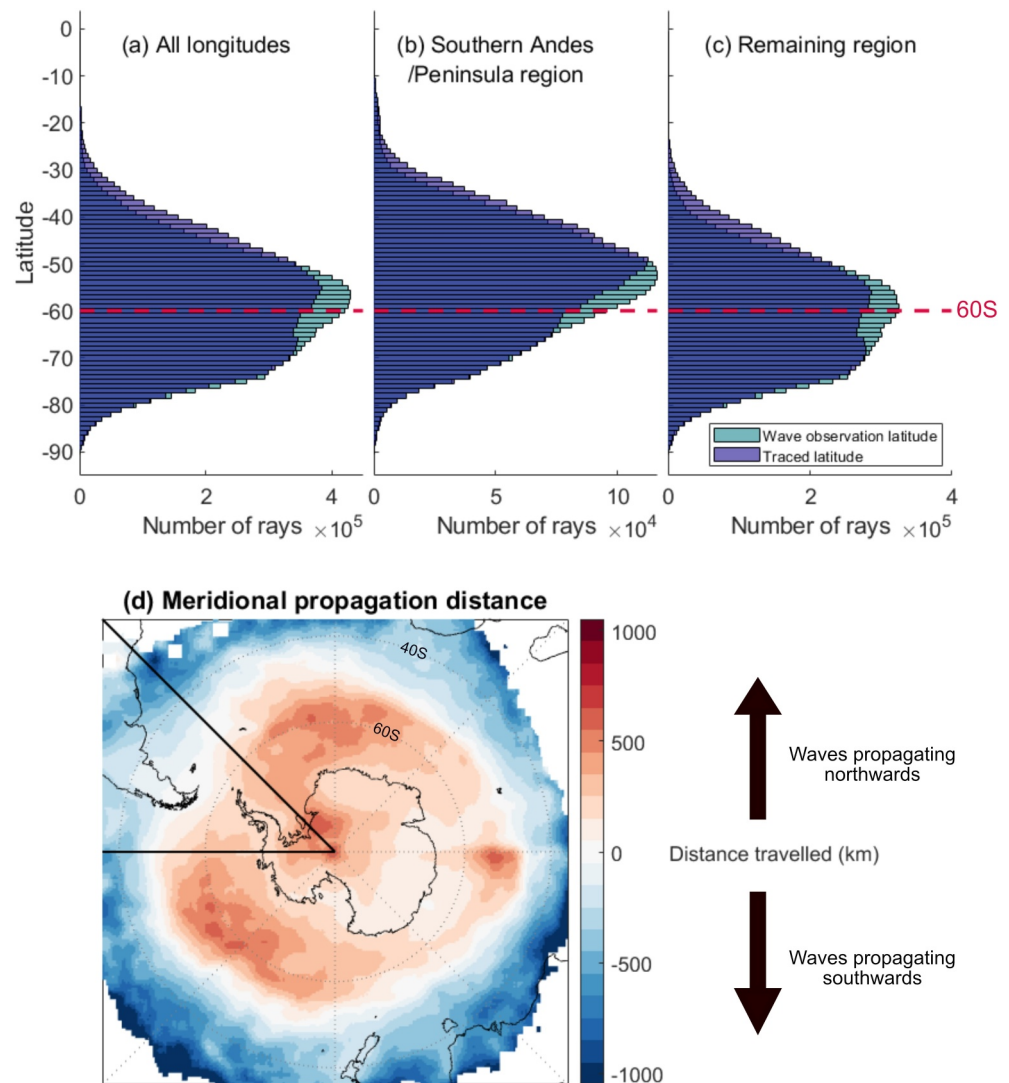 (a) All longitudes
(b) Southern Andes
/Peninsula region
(c) Remaining region
0
-10
-20
-30
-40
-50
-60
-70
-80
-90
Latitude
60S
Wave observation latitude
Traced latitude
0 2 4
Number of rays ×10^5
0 5 10
Number of rays ×10^4
0 2 4
Number of rays ×10^5
(d) Meridional propagation distance
40S
60S
1000
500
0
-500
-1000
Distance travelled (km)
Waves propagating
northwards
Waves propagating
southwards